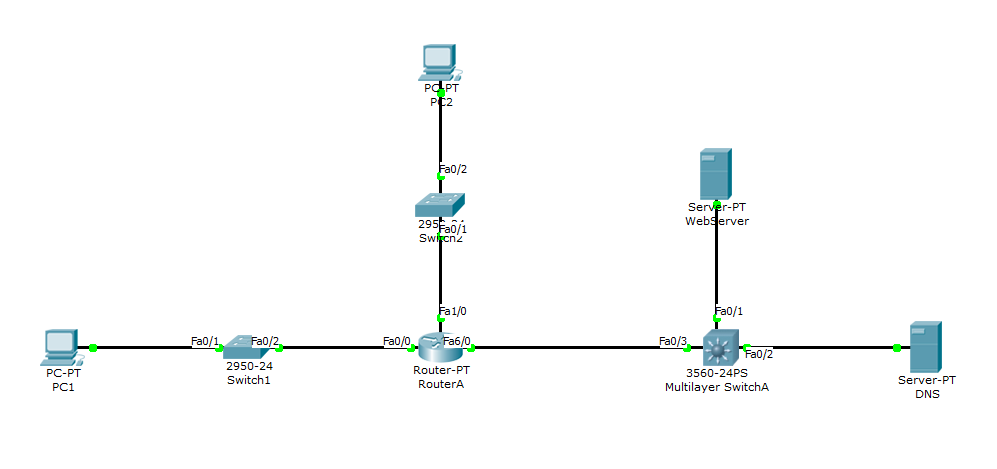 PC-PT
PC2
Fa0/2
Fa0/1
Switch2
Server-PT
WebServer
Fa1/0
Fa0/1
Fa0/1
Fa0/2
Fa0/0
Fa6/0
Fa0/3
Fa0/2
PC-PT
PC1
2950-24
Switch1
Router-PT
RouterA
3560-24PS
Multilayer SwitchA
Server-PT
DNS